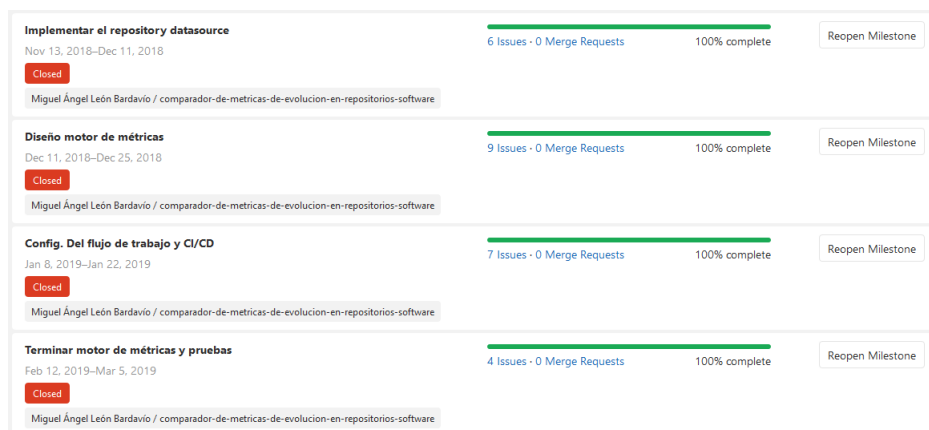 Implementar el repository datasource
Nov 13, 2018–Dec 11, 2018
Closed
Miguel Ángel León Bardavío / comparador-de-metricas-de-evolucion-en-repositorios-software
6 Issues · 0 Merge Requests
100% complete
Reopen Milestone
Diseño motor de métricas
Dec 11, 2018–Dec 25, 2018
Closed
Miguel Ángel León Bardavío / comparador-de-metricas-de-evolucion-en-repositorios-software
9 Issues · 0 Merge Requests
100% complete
Reopen Milestone
Config. Del flujo de trabajo y CI/CD
Jan 8, 2019–Jan 22, 2019
Closed
Miguel Ángel León Bardavío / comparador-de-metricas-de-evolucion-en-repositorios-software
7 Issues · 0 Merge Requests
100% complete
Reopen Milestone
Terminar motor de métricas y pruebas
Feb 12, 2019–Mar 5, 2019
Closed
Miguel Ángel León Bardavío / comparador-de-metricas-de-evolucion-en-repositorios-software
4 Issues · 0 Merge Requests
100% complete
Reopen Milestone